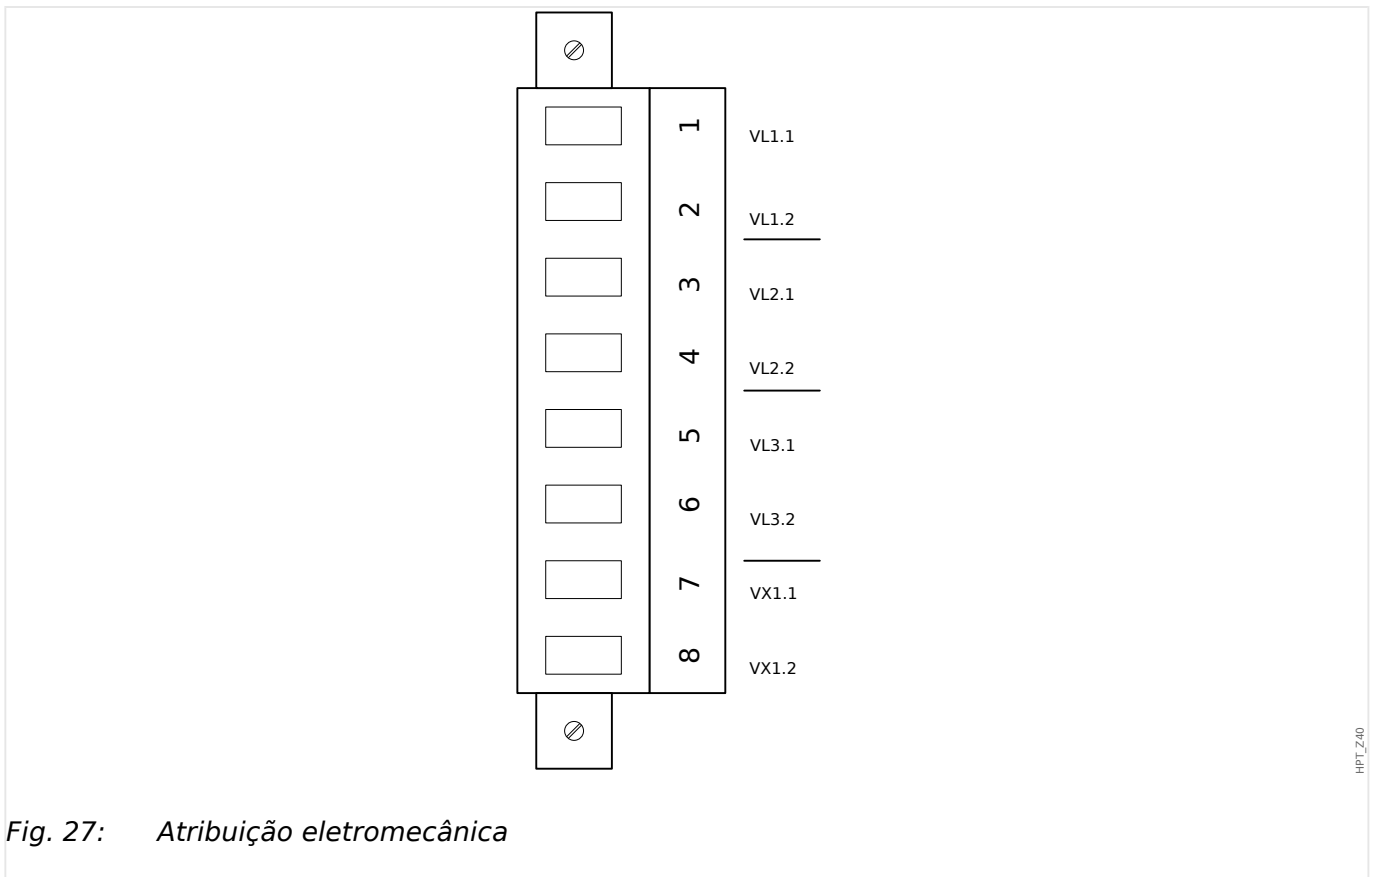 1 VL1.1
2 VL1.2
3 VL2.1
4 VL2.2
5 VL3.1
6 VL3.2
7 VX1.1
8 VX1.2
HPT_Z40
Fig. 27: Atribuição eletromecânica